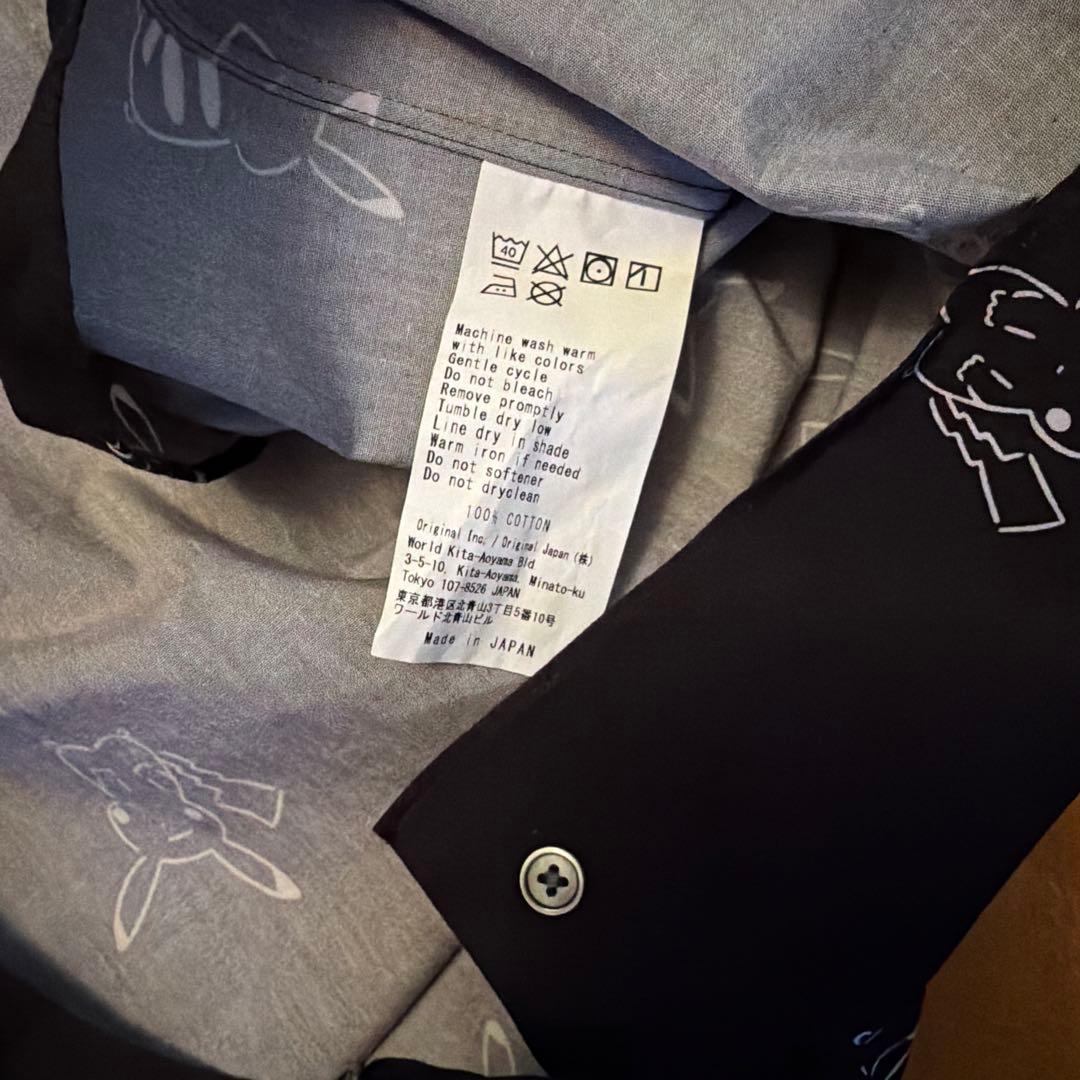 40
Machine wash warm
with like colors
Gentle cycle
Do not bleach
Remove promptly
Tumble dry low
Line dry in shade
Warm iron if needed
Do not softener
Do not dryclean
100% COTTON
Original Inc. / Original Japan (株)
World Kita-Aoyama Bld
3-5-10, Kita-Aoyama, Minato-ku
Tokyo 107-8526 JAPAN
東京都港区北青山3丁目5番10号
ワールド北青山ビル
Made in JAPAN